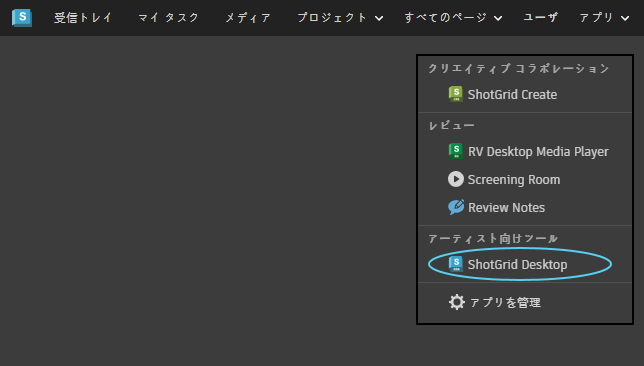 受信トレイ マイ タスク メディア プロジェクト すべてのページ ユーザ アプリ
クリエイティブ コラボレーション
ShotGrid Create
レビュー
RV Desktop Media Player
Screening Room
Review Notes
アーティスト向けツール
ShotGrid Desktop
アプリを管理